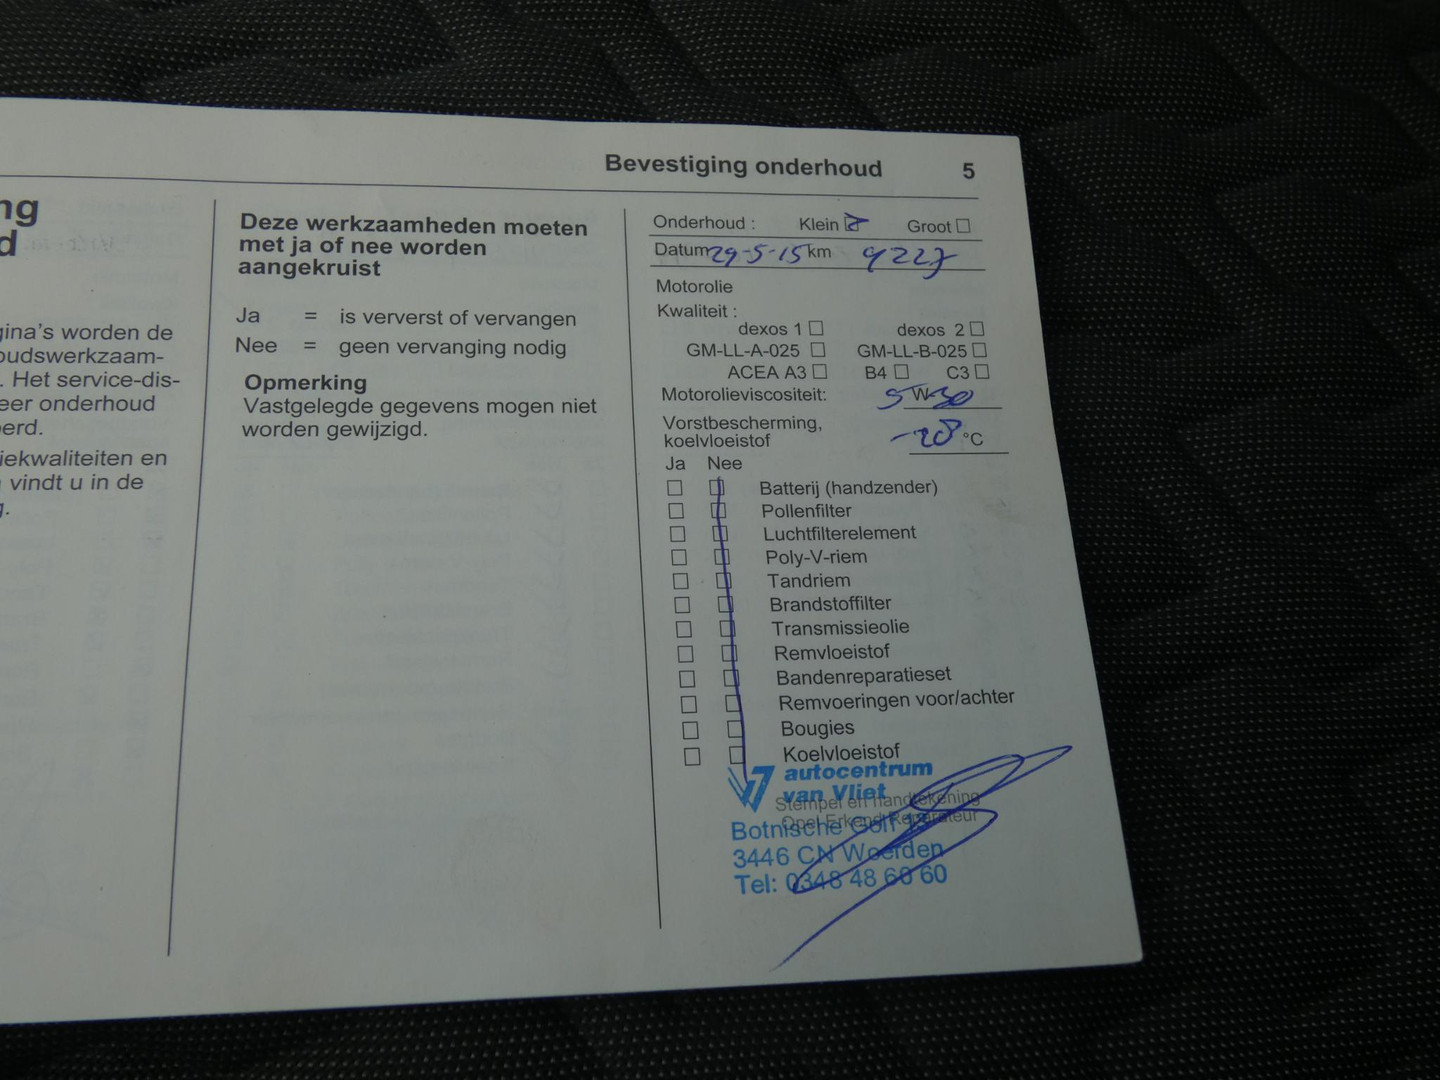 Bevestiging onderhoud 5
ng
d
gina's worden de
oudswerkzaam-
. Het service-dis-
eer onderhoud
erd.
iekwaliteiten en
vindt u in de
g.
Deze werkzaamheden moeten
met ja of nee worden
aangekruist
Ja = is ververst of vervangen
Nee = geen vervanging nodig
Opmerking
Vastgelegde gegevens mogen niet
worden gewijzigd.
Onderhoud : Klein Groot
Datum 29-5-15 km 9227
Motorolie
Kwaliteit :
dexos 1 dexos 2
GM-LL-A-025 GM-LL-B-025
ACEA A3 B4 C3
Motorolieviscositeit: 5 W-30
Vorstbescherming,
koelvloeistof -28 °C
Ja Nee
Batterij (handzender)
Pollenfilter
Luchtfilterelement
Poly-V-riem
Tandriem
Brandstoffilter
Transmissieolie
Remvloeistof
Bandenreparatieset
Remvoeringen voor/achter
Bougies
Koelvloeistof
autocentrum
van Vliet
Stempel en handtekening
Opel Erkend Reparateur
Botnische Golf
3446 CN Woerden
Tel: 0348 48 60 60